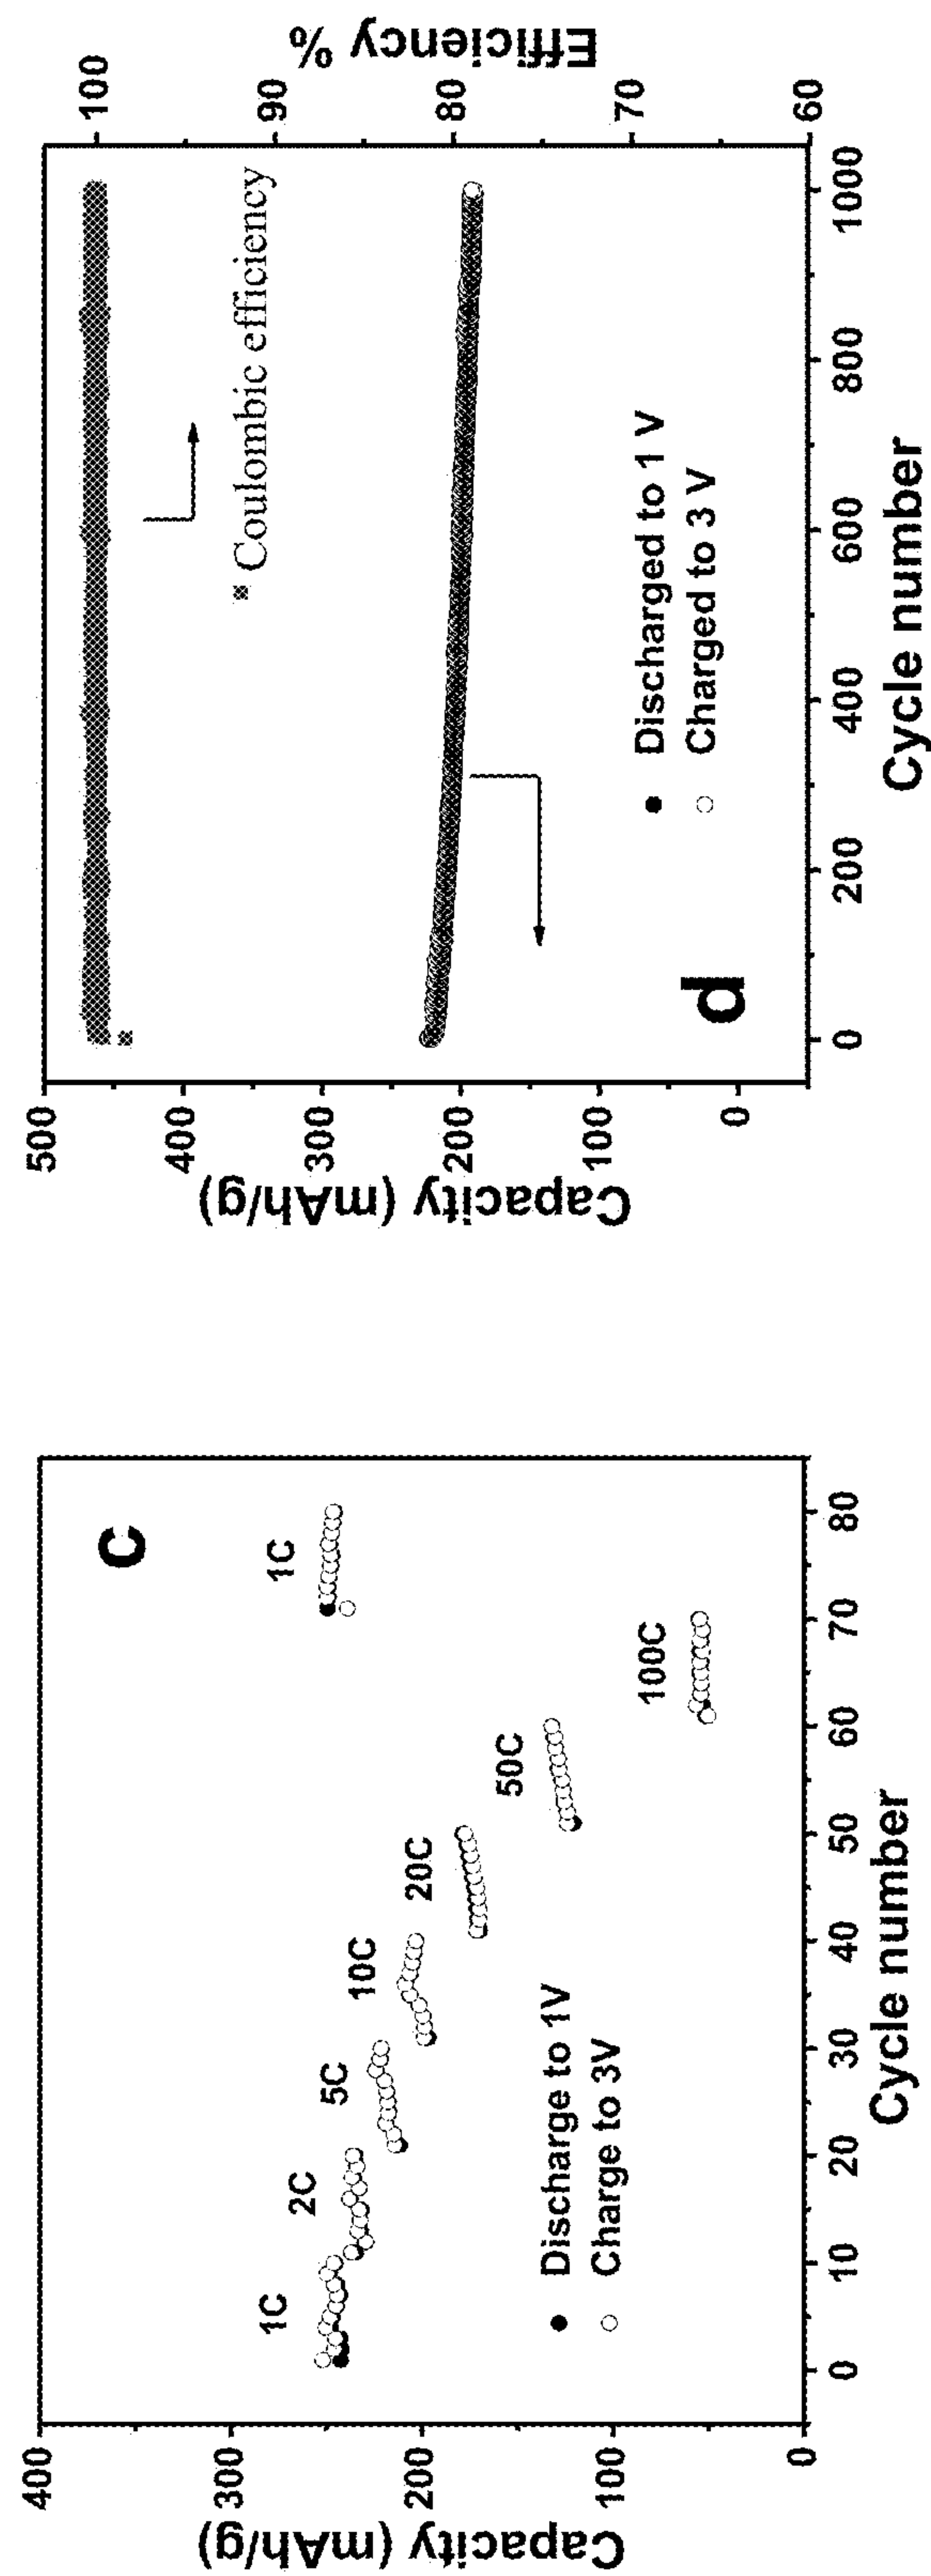 c
400
300
200
100
0
Capacity (mAh/g)
1C
2C
5C
10C
20C
50C
100C
1C
Discharge to 1V
Charge to 3V
0 10 20 30 40 50 60 70 80
Cycle number
d
500
400
300
200
100
0
Capacity (mAh/g)
Coulombic efficiency
Discharged to 1 V
Charged to 3 V
0 200 400 600 800 1000
Cycle number
100
90
80
70
60
Efficiency %